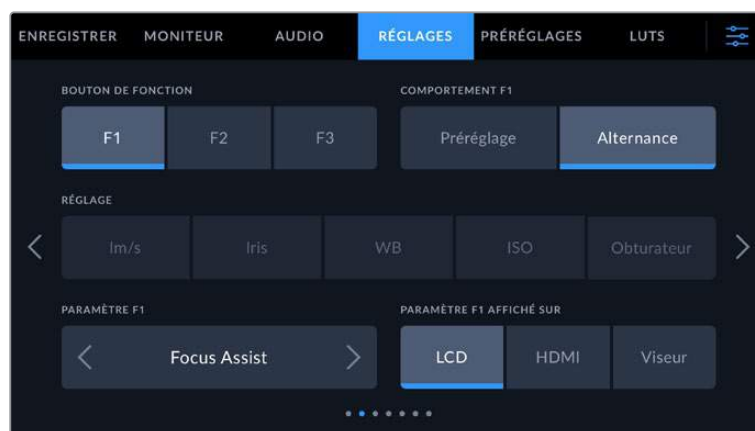 ENREGISTRER MONITEUR AUDIO RÉGLAGES PRÉRÉGLAGES LUTS
BOUTON DE FONCTION COMPORTEMENT F1
F1 F2 F3 Préréglage Alternance
RÉGLAGE
Im/s Iris WB ISO Obturateur
PARAMÈTRE F1 PARAMÈTRE F1 AFFICHÉ SUR
Focus Assist LCD HDMI Viseur